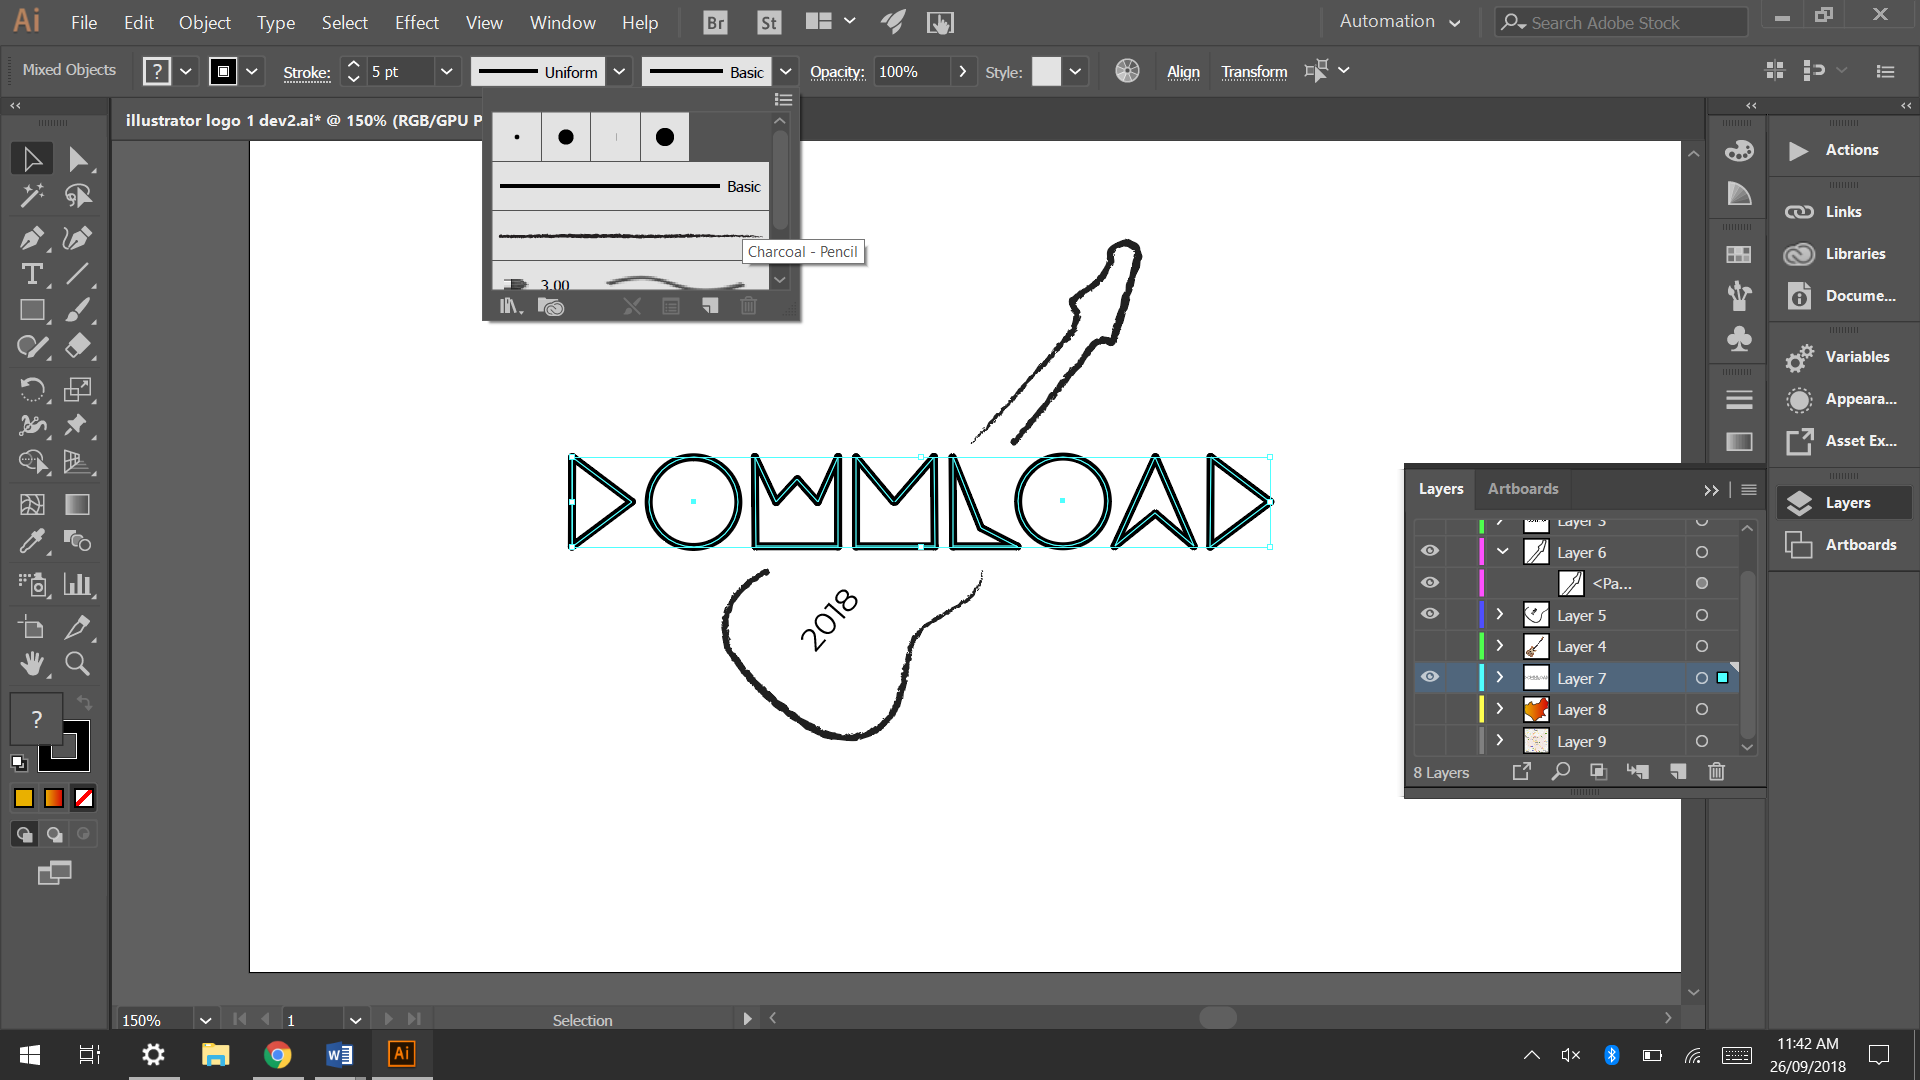 Ai File Edit Object Type Select Effect View Window Help Br St Automation Search Adobe Stock
Mixed Objects ? Stroke: 5 pt Uniform Basic Opacity: 100% Style: Align Transform
illustrator logo 1 dev2.ai* @ 150% (RGB/GPU P
Basic
Charcoal - Pencil
3.00
DOWNLOAD
2018
Actions
Links
Libraries
Docume...
Variables
Appeara...
Asset Ex...
Layers
Artboards
Layers Artboards
Layer 3
Layer 6
<Pa...
Layer 5
Layer 4
Layer 7
Layer 8
Layer 9
8 Layers
?
150% 1 Selection
Ai
11:42 AM
26/09/2018